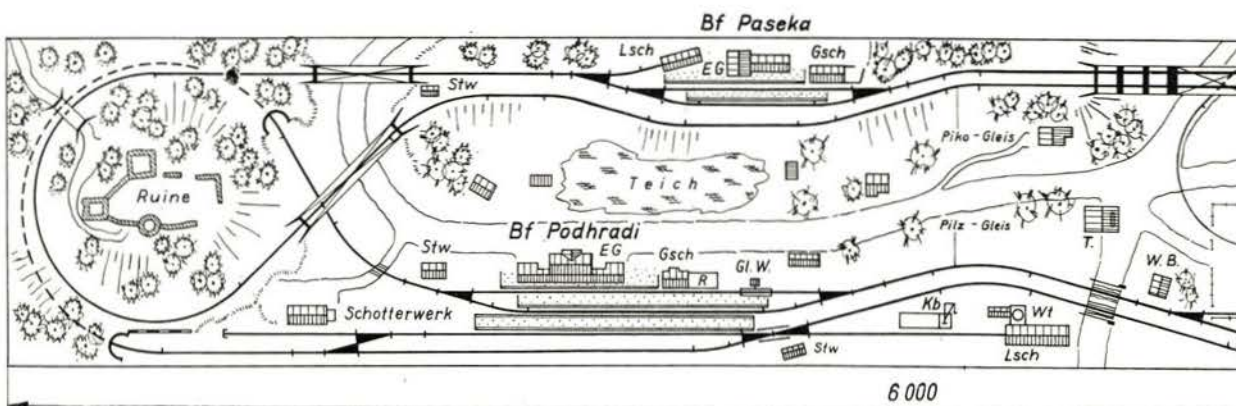 Bf Paseka
Lsch
EG
Gsch
Stw
Piko-Gleis
Teich
Ruine
Bf Podhradi
Stw
EG
Gsch
R
Gl. W.
Pilz-Gleis
T.
W. B.
Schotterwerk
Kb
Wt
Stw
Lsch
6 000